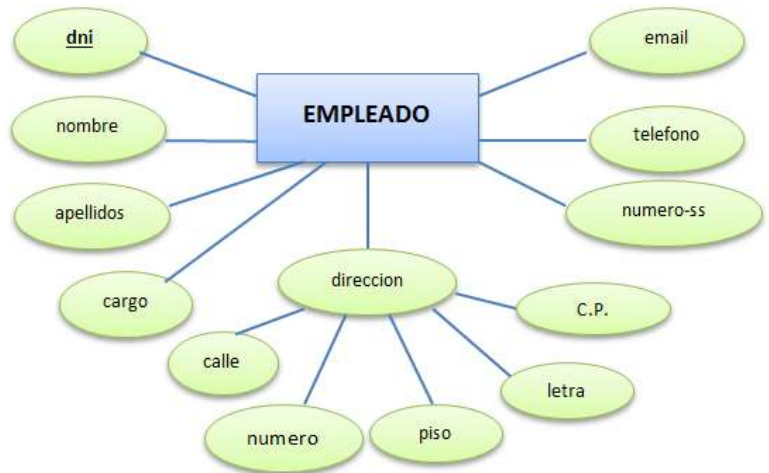 dni
email
EMPLEADO
nombre
telefono
apellidos
numero-ss
direccion
cargo
C.P.
calle
letra
numero
piso